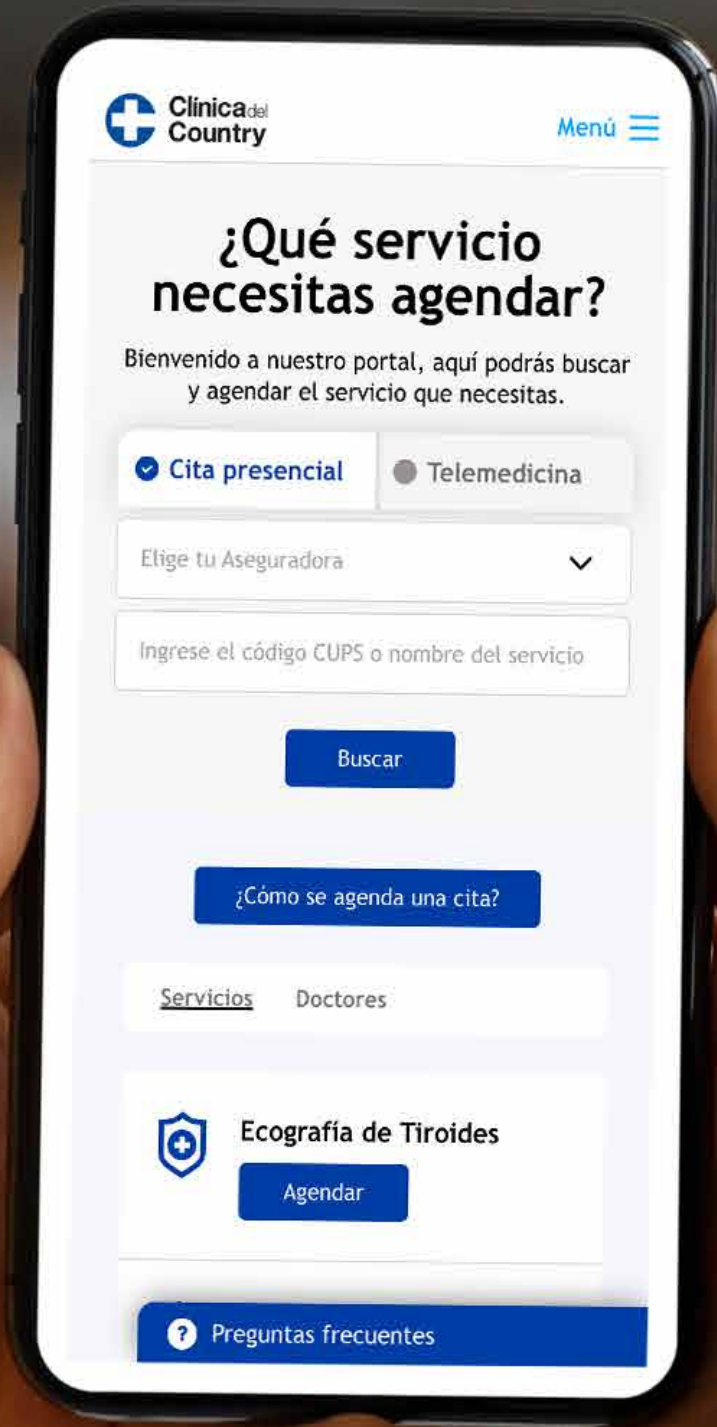 Clínica del
Country
Menú
¿Qué servicio
necesitas agendar?
Bienvenido a nuestro portal, aquí podrás buscar
y agendar el servicio que necesitas.
Cita presencial
Telemedicina
Elige tu Aseguradora
Ingrese el código CUPS o nombre del servicio
Buscar
¿Cómo se agenda una cita?
Servicios Doctores
Ecografía de Tiroides
Agendar
? Preguntas frecuentes